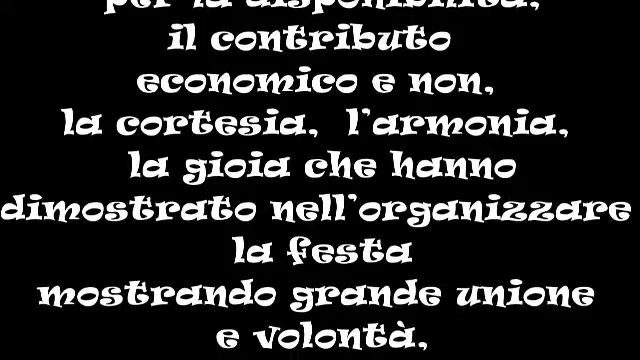 per la disponibilità,
il contributo
economico e non,
la cortesia, l'armonia,
la gioia che hanno
dimostrato nell'organizzare
la festa
mostrando grande unione
e volontà,